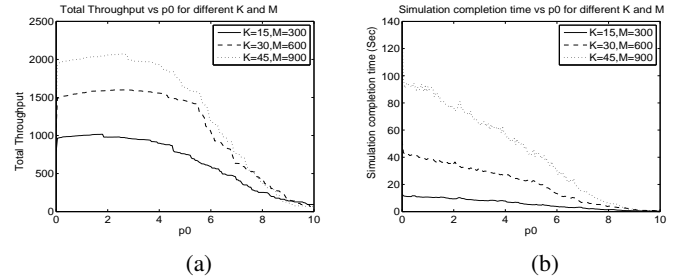 Total Throughput vs p0 for different K and M
Total Throughput
2500
2000
1500
1000
500
0
0 2 4 6 8 10
p0
K=15,M=300
K=30,M=600
K=45,M=900
(a)
Simulation completion time vs p0 for different K and M
Simulation completion time (Sec)
140
120
100
80
60
40
20
0
0 2 4 6 8 10
p0
K=15,M=300
K=30,M=600
K=45,M=900
(b)